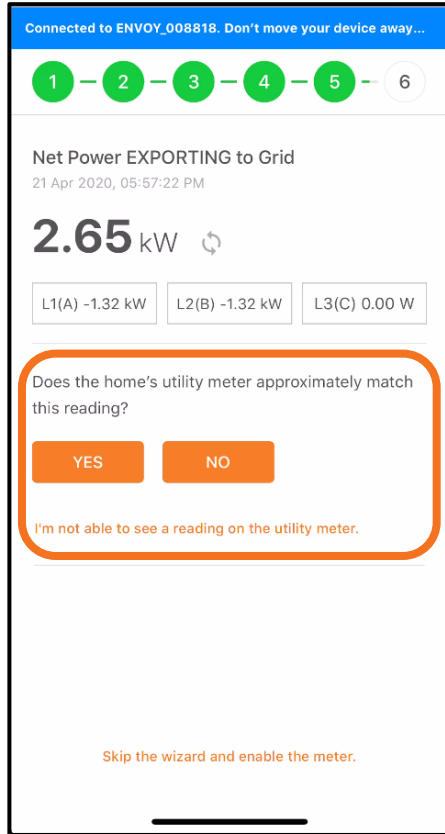 Connected to ENVOY_008818. Don't move your device away...
1 2 3 4 5 6
Net Power EXPORTING to Grid
21 Apr 2020, 05:57:22 PM
2.65 kW
L1(A) -1.32 kW L2(B) -1.32 kW L3(C) 0.00 W
Does the home's utility meter approximately match
this reading?
YES NO
I'm not able to see a reading on the utility meter.
Skip the wizard and enable the meter.